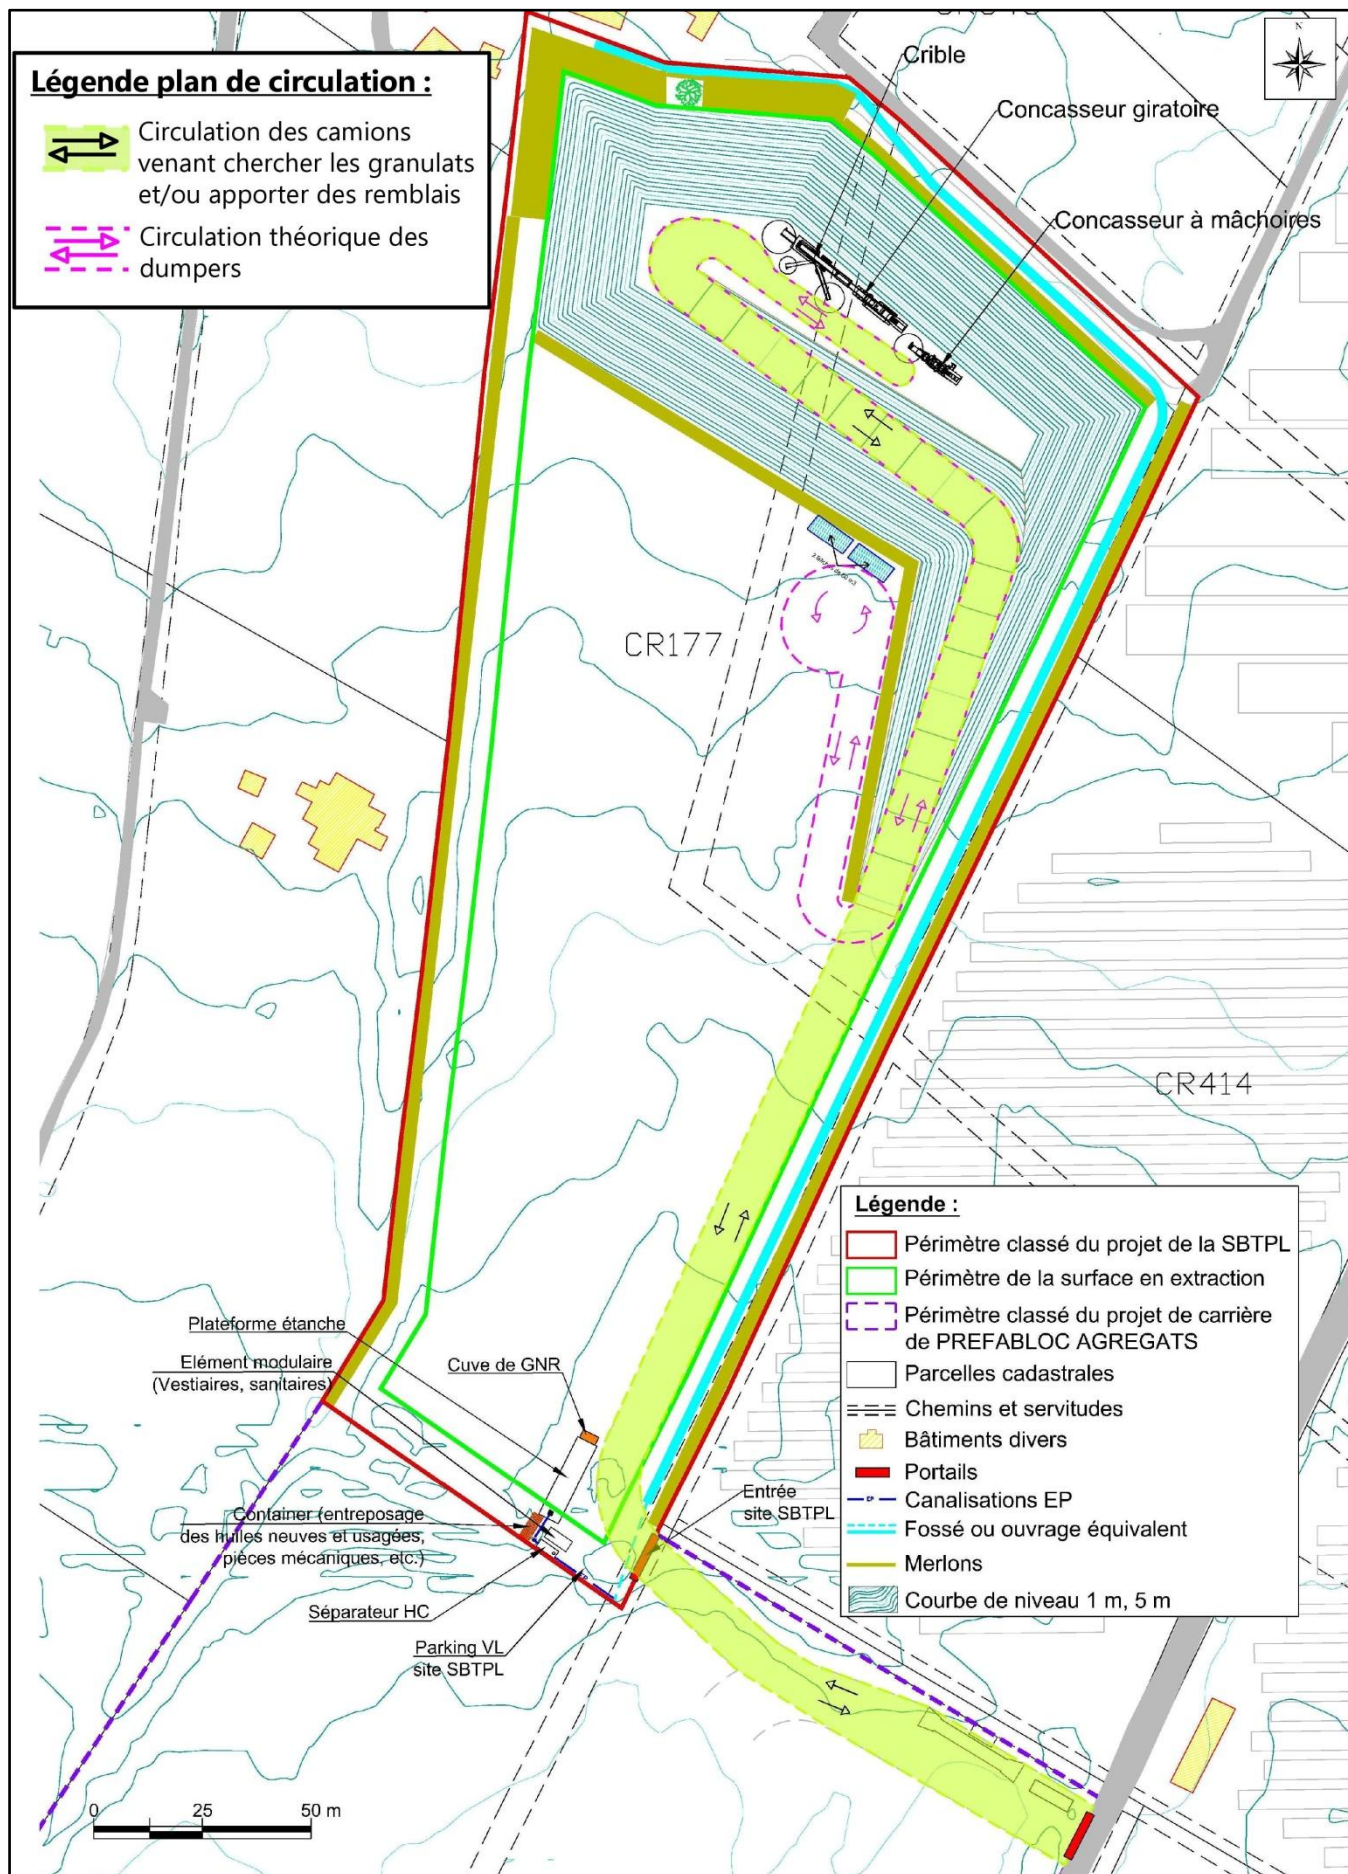 N
Légende plan de circulation :
Circulation des camions
venant chercher les granulats
et/ou apporter des remblais
Circulation théorique des
dumpers
Crible
Concasseur giratoire
Concasseur à mâchoires
CR177
CR414
Plateforme étanche
Elément modulaire
(Vestiaires, sanitaires)
Cuve de GNR
Container (entreposage
des huiles neuves et usagées,
pièces mécaniques, etc.)
Séparateur HC
Parking VL
site SBTPL
Entrée
site SBTPL
Légende :
Périmètre classé du projet de la SBTPL
Périmètre de la surface en extraction
Périmètre classé du projet de carrière
de PREFABLOC AGREGATS
Parcelles cadastrales
Chemins et servitudes
Bâtiments divers
Portails
EP
Canalisations EP
Fossé ou ouvrage équivalent
Merlons
Courbe de niveau 1 m, 5 m
0 25 50 m